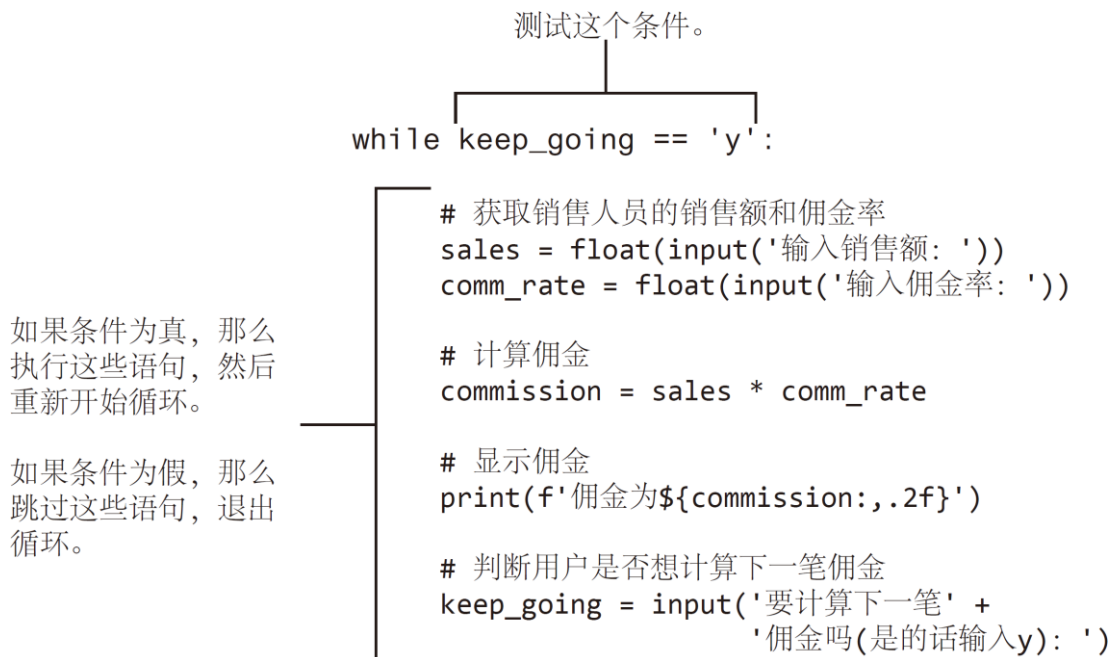 测试这个条件。
while keep_going == 'y':
# 获取销售人员的销售额和佣金率
sales = float(input('输入销售额: '))
comm_rate = float(input('输入佣金率: '))
# 计算佣金
commission = sales * comm_rate
# 显示佣金
print(f'佣金为${commission:,.2f}')
# 判断用户是否想计算下一笔佣金
keep_going = input('要计算下一笔' +
'佣金吗(是的话输入y): ')
如果条件为真，那么
执行这些语句，然后
重新开始循环。
如果条件为假，那么
跳过这些语句，退出
循环。